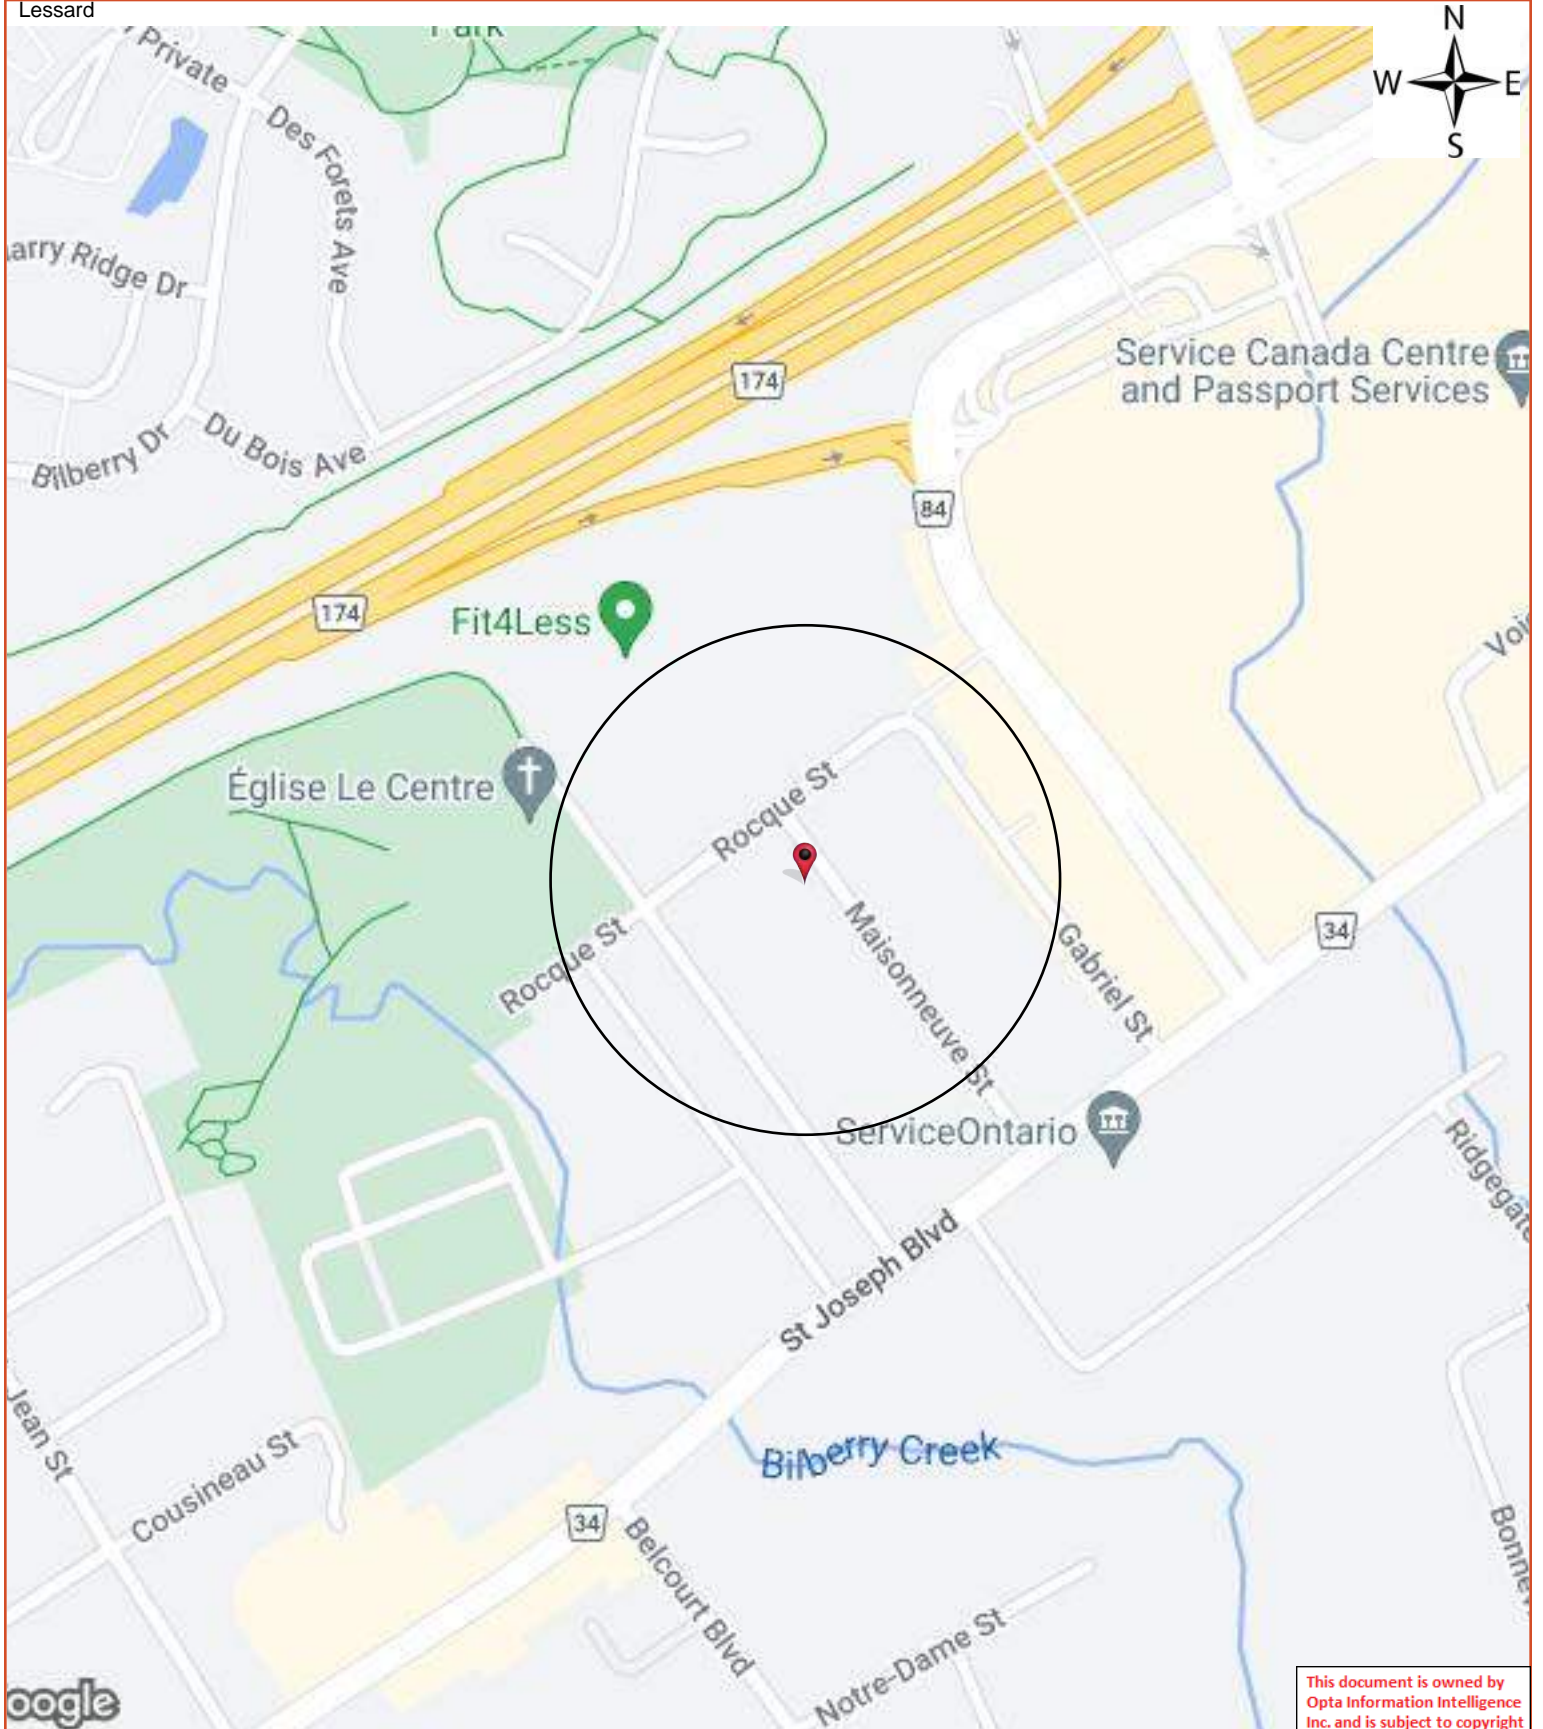 Lessard
Park
N
W E
S
Private
Des Forets Ave
arry Ridge Dr
174
Service Canada Centre
and Passport Services
Bilberry Dr
Du Bois Ave
84
174
Fit4Less
Voi
Église Le Centre
Rocque St
Rocque St
Maisonneuve St
Gabriel St
34
ServiceOntario
Ridgegate
St Joseph Blvd
Jean St
Cousineau St
Bilberry Creek
34
Belcourt Blvd
Bonne
Notre-Dame St
oogle
This document is owned by
Opta Information Intelligence
Inc. and is subject to copyright